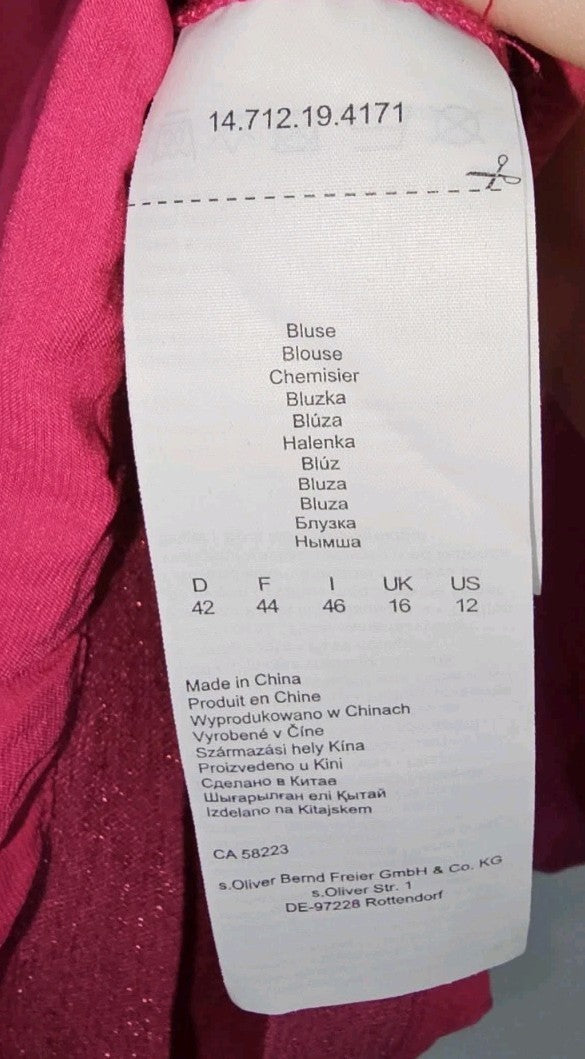 14.712.19.4171
Bluse
Blouse
Chemisier
Bluzka
Blúza
Halenka
Blúz
Bluza
Bluza
Блузка
Нымша
D F I UK US
42 44 46 16 12
Made in China
Produit en Chine
Wyprodukowano w Chinach
Vyrobené v Číne
Származási hely Kína
Proizvedeno u Kini
Сделано в Китае
Шығарылған елі Қытай
Izdelano na Kitajskem
CA 58223
s.Oliver Bernd Freier GmbH & Co. KG
s.Oliver Str. 1
DE-97228 Rottendorf